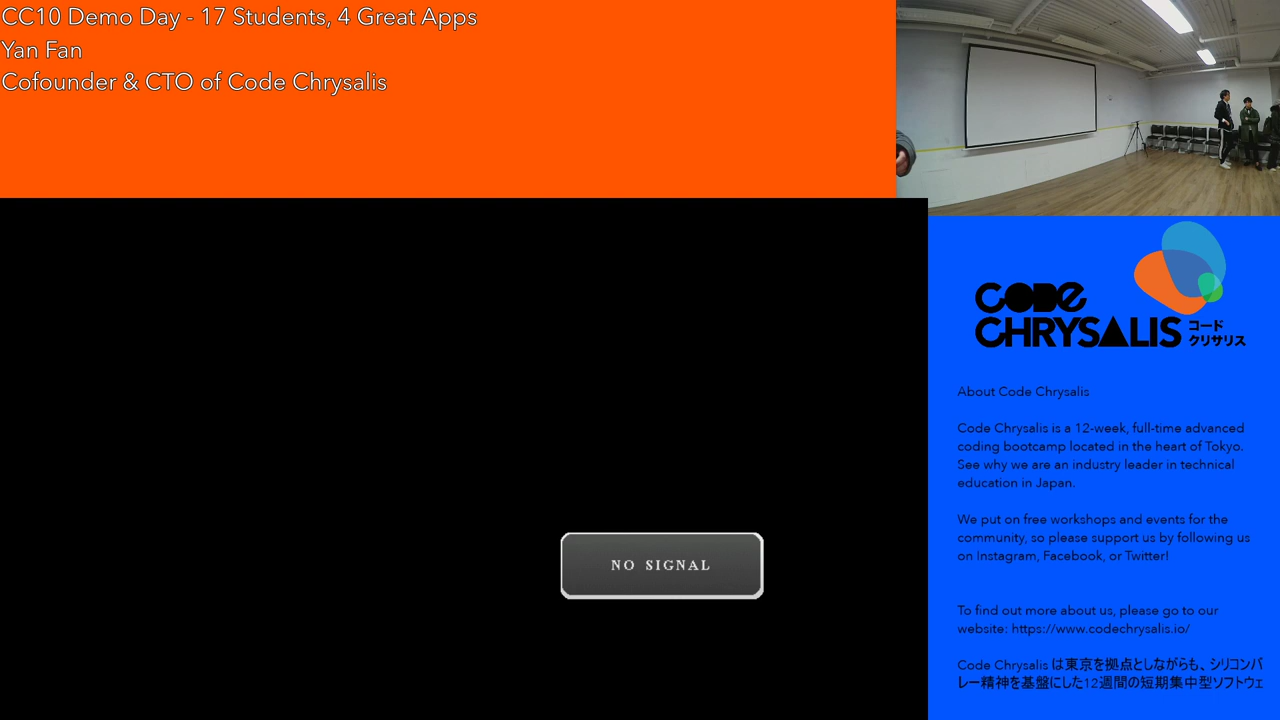 CC10 Demo Day - 17 Students, 4 Great Apps
Yan Fan
Cofounder & CTO of Code Chrysalis
NO SIGNAL
CODE
CHRYSALIS
コード
クリサリス
About Code Chrysalis
Code Chrysalis is a 12-week, full-time advanced
coding bootcamp located in the heart of Tokyo.
See why we are an industry leader in technical
education in Japan.
We put on free workshops and events for the
community, so please support us by following us
on Instagram, Facebook, or Twitter!
To find out more about us, please go to our
website: https://www.codechrysalis.io/
Code Chrysalis は東京を拠点としながらも、シリコンバ
レー精神を基盤にした12週間の短期集中型ソフトウェ